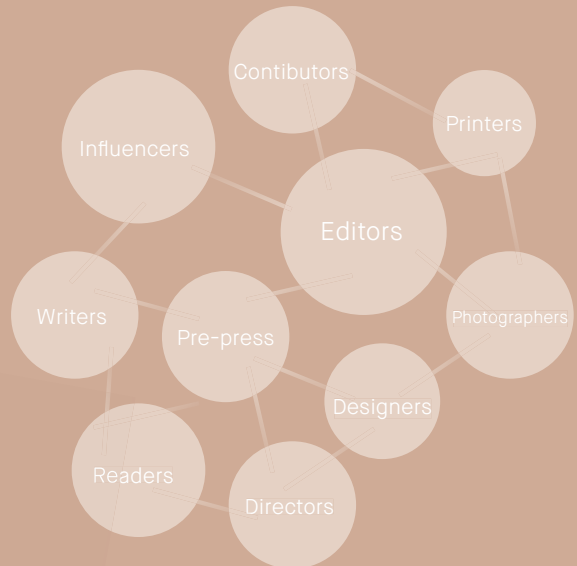 Contibutors
Printers
Influencers
Editors
Writers
Photographers
Pre-press
Designers
Readers
Directors